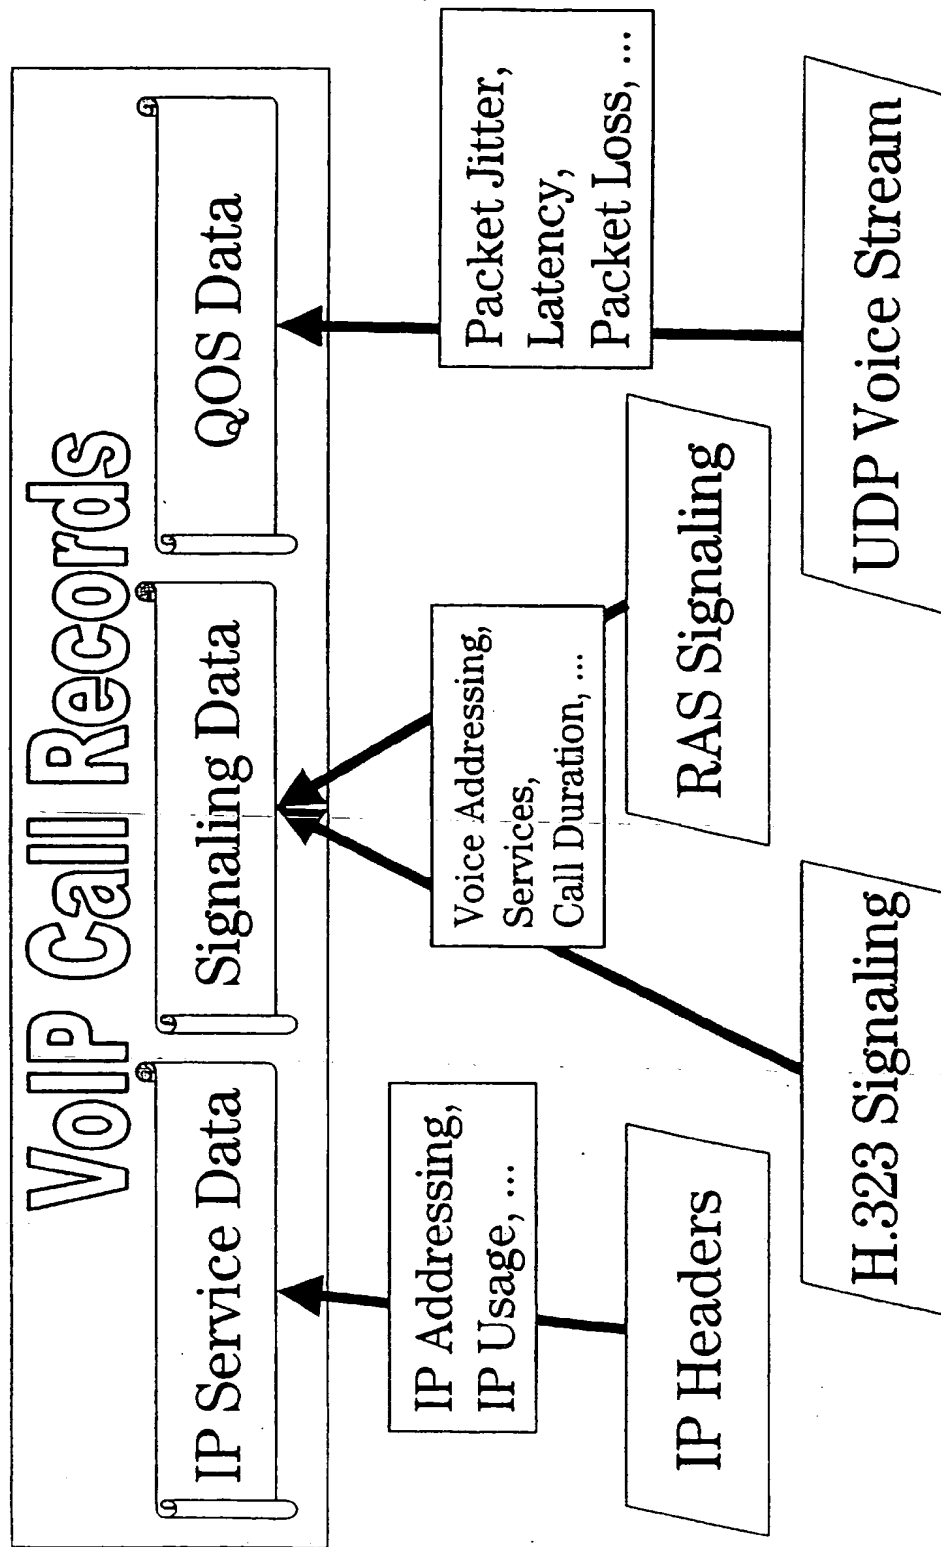 VoIP Call Records
IP Service Data
Signaling Data
QOS Data
IP Addressing,
IP Usage, ...
Voice Addressing,
Services,
Call Duration, ...
Packet Jitter,
Latency,
Packet Loss, ...
IP Headers
RAS Signaling
H.323 Signaling
UDP Voice Stream